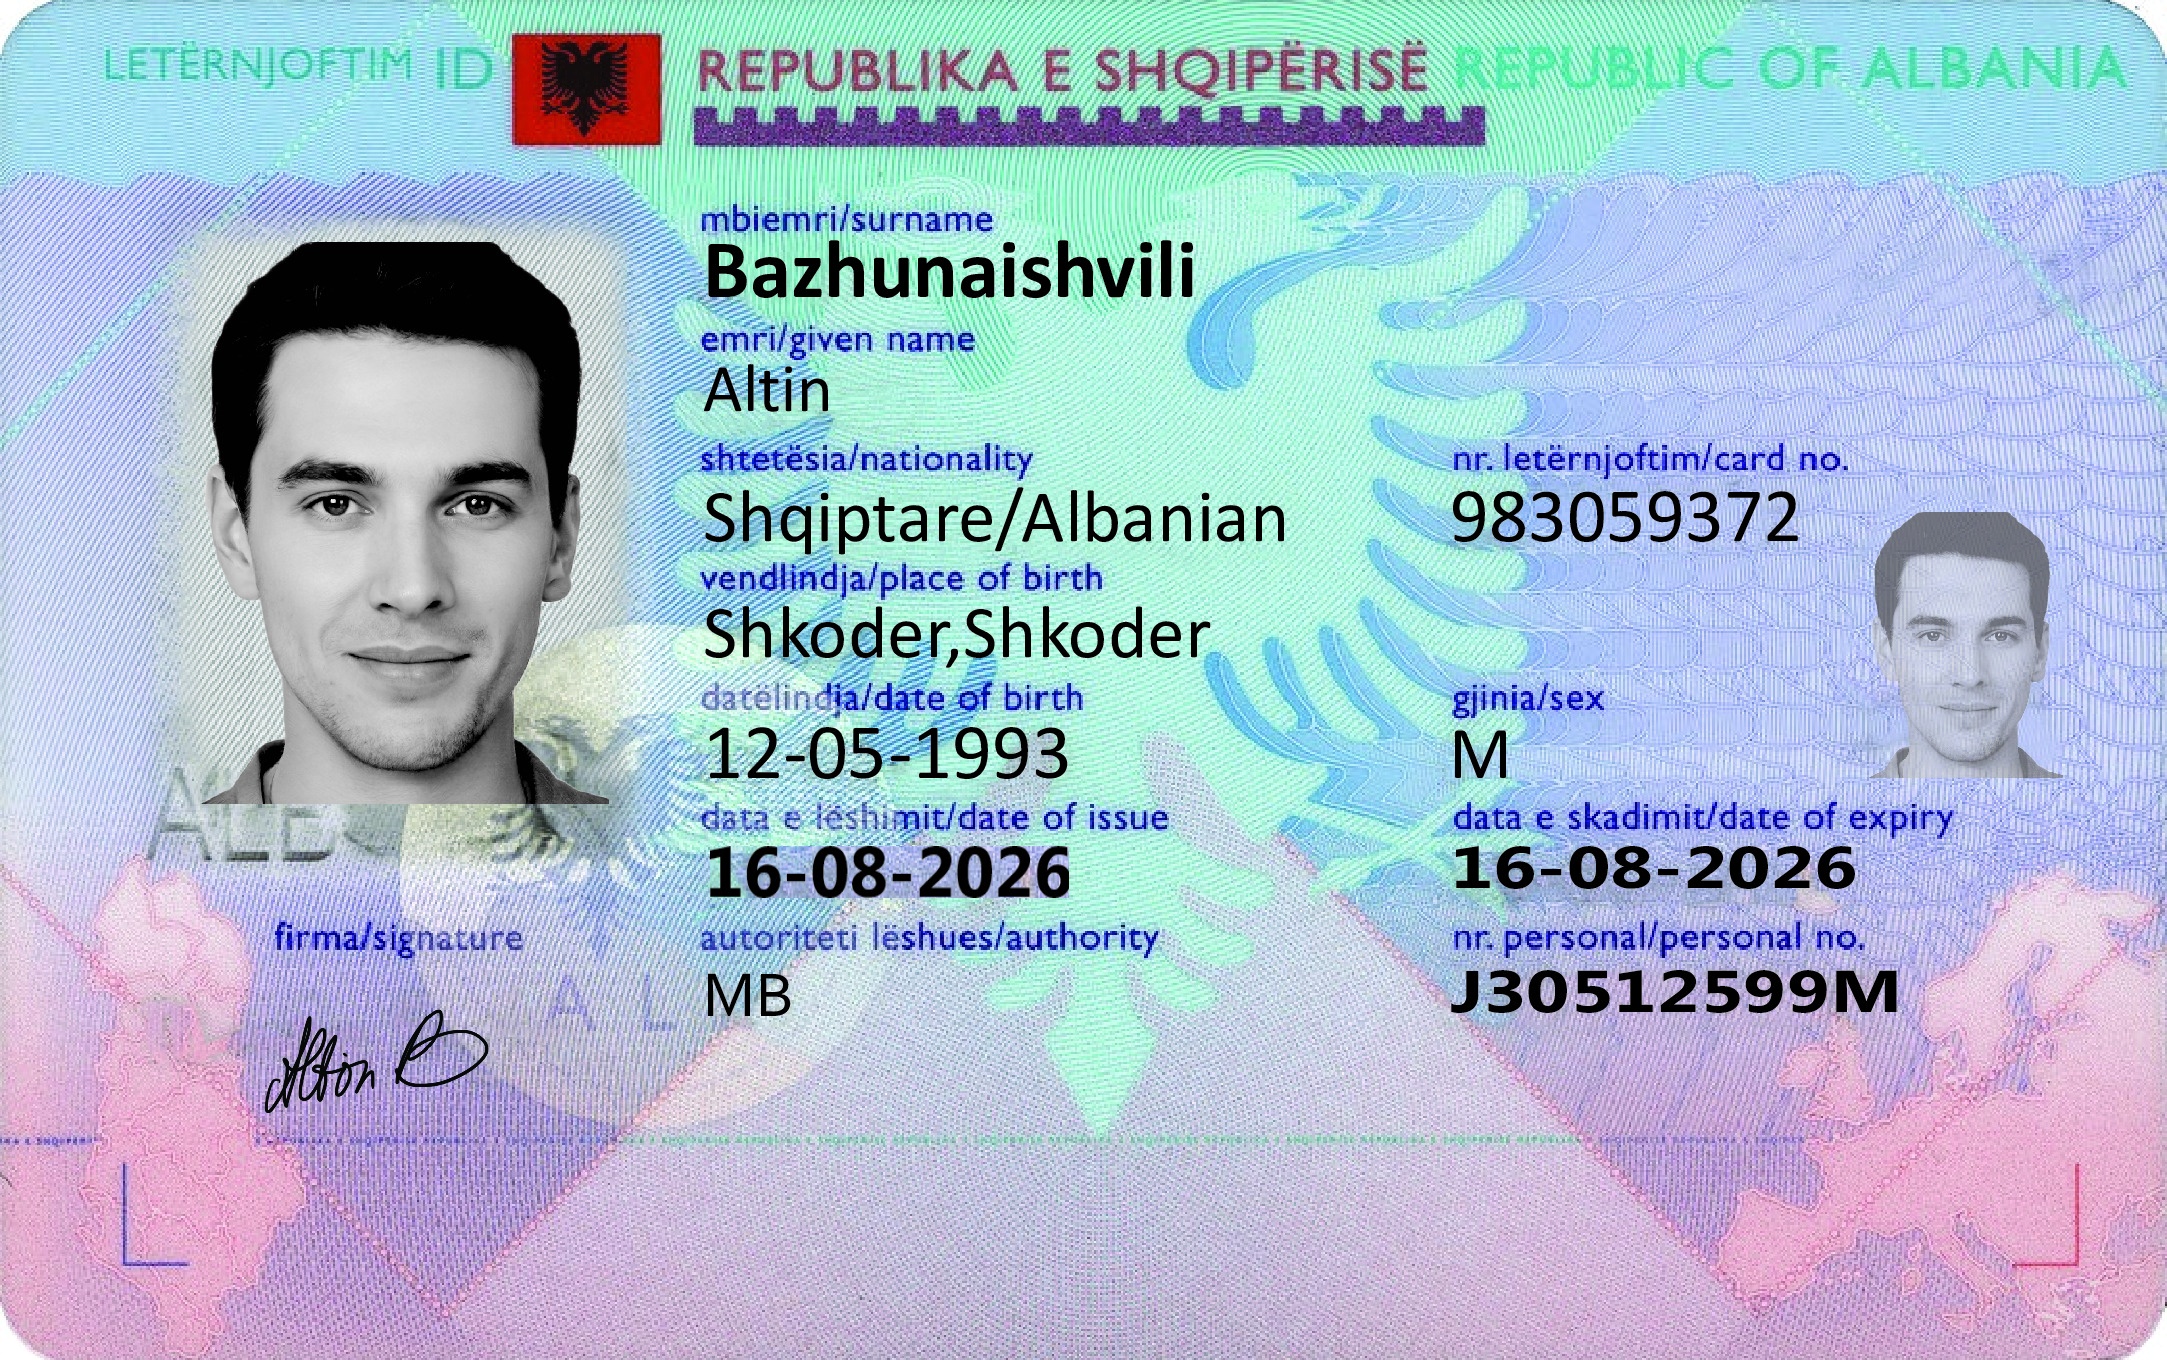 LETËRNJOFTIM ID REPUBLIKA E SHQIPËRISË REPUBLIC OF ALBANIA
mbiemri/surname
Bazhunaishvili
emri/given name
Altin
shtetësia/nationality nr. letërnjoftim/card no.
Shqiptare/Albanian 983059372
vendlindja/place of birth
Shkoder,Shkoder
datëlindja/date of birth gjinia/sex
12-05-1993 M
data e lëshimit/date of issue data e skadimit/date of expiry
16-08-2026 16-08-2026
firma/signature autoriteti lëshues/authority nr. personal/personal no.
MB J30512599M
Altin B